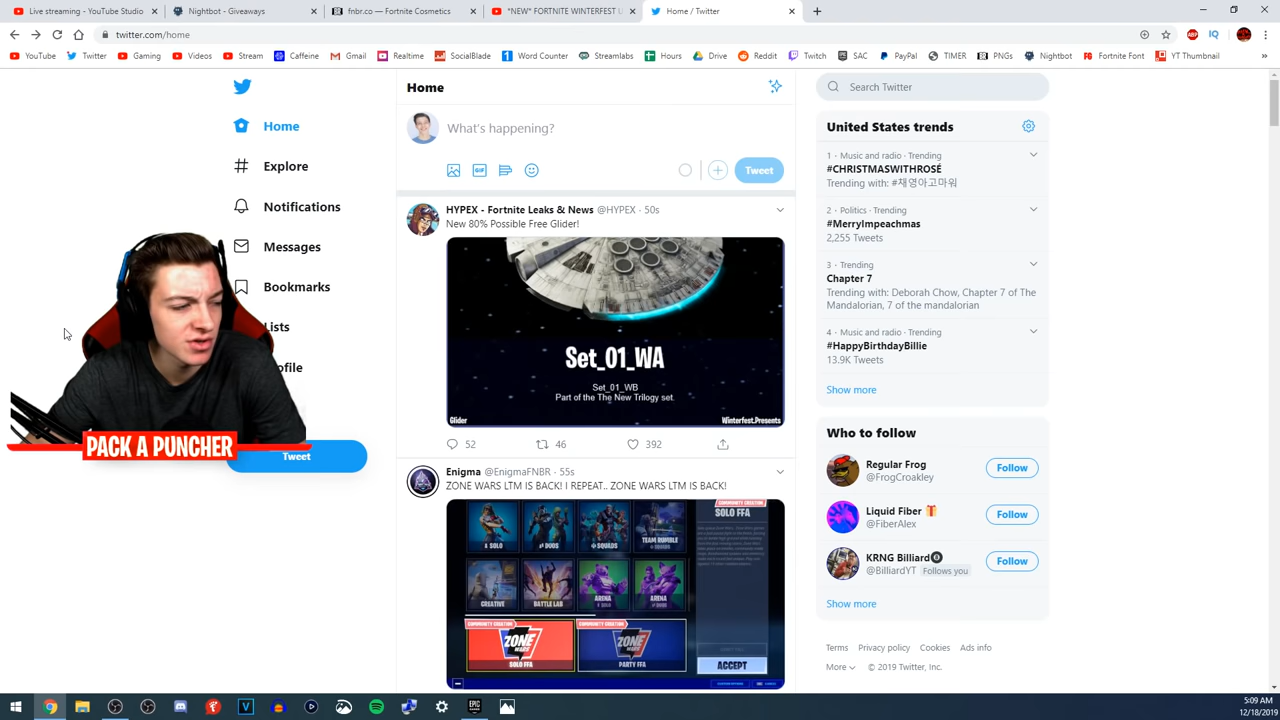 Live streaming - YouTube Studio
Nightbot - Giveaways
fnbr.co — Fortnite Cosmetics
*NEW* FORTNITE WINTERFEST U
Home / Twitter
twitter.com/home
YouTube
Twitter
Gaming
Videos
Stream
Caffeine
Gmail
Realtime
SocialBlade
Word Counter
Streamlabs
Hours
Drive
Reddit
Twitch
SAC
PayPal
TIMER
PNGs
Nightbot
Fortnite Font
YT Thumbnail
Home
Explore
Notifications
Messages
Bookmarks
Lists
ofile
Tweet
PACK A PUNCHER
Home
What's happening?
GIF
Tweet
HYPEX - Fortnite Leaks & News @HYPEX · 50s
New 80% Possible Free Glider!
Set_01_WA
Set_01_WB
Part of the The New Trilogy set.
Glider
Winterfest.Presents
52
46
392
Enigma @EnigmaFNBR · 55s
ZONE WARS LTM IS BACK! I REPEAT.. ZONE WARS LTM IS BACK!
SOLO
DUOS
SQUADS
TEAM RUMBLE
CREATIVE
BATTLE LAB
ARENA
ARENA
COMMUNITY CREATION
SOLO FFA
COMMUNITY CREATION
ZONE WARS
SOLO FFA
COMMUNITY CREATION
ZONE WARS
PARTY FFA
ACCEPT
Search Twitter
United States trends
1 · Music and radio · Trending
#CHRISTMASWITHROSÉ
Trending with: #채영아고마워
2 · Politics · Trending
#MerryImpeachmas
2,255 Tweets
3 · Trending
Chapter 7
Trending with: Deborah Chow, Chapter 7 of The
Mandalorian, 7 of the mandalorian
4 · Music and radio · Trending
#HappyBirthdayBillie
13.9K Tweets
Show more
Who to follow
Regular Frog
@FrogCroakley
Follow
Liquid Fiber
@FiberAlex
Follow
KRNG Billiard
@BilliardYT Follows you
Follow
Show more
Terms Privacy policy Cookies Ads info
More © 2019 Twitter, Inc.
5:09 AM
12/18/2019